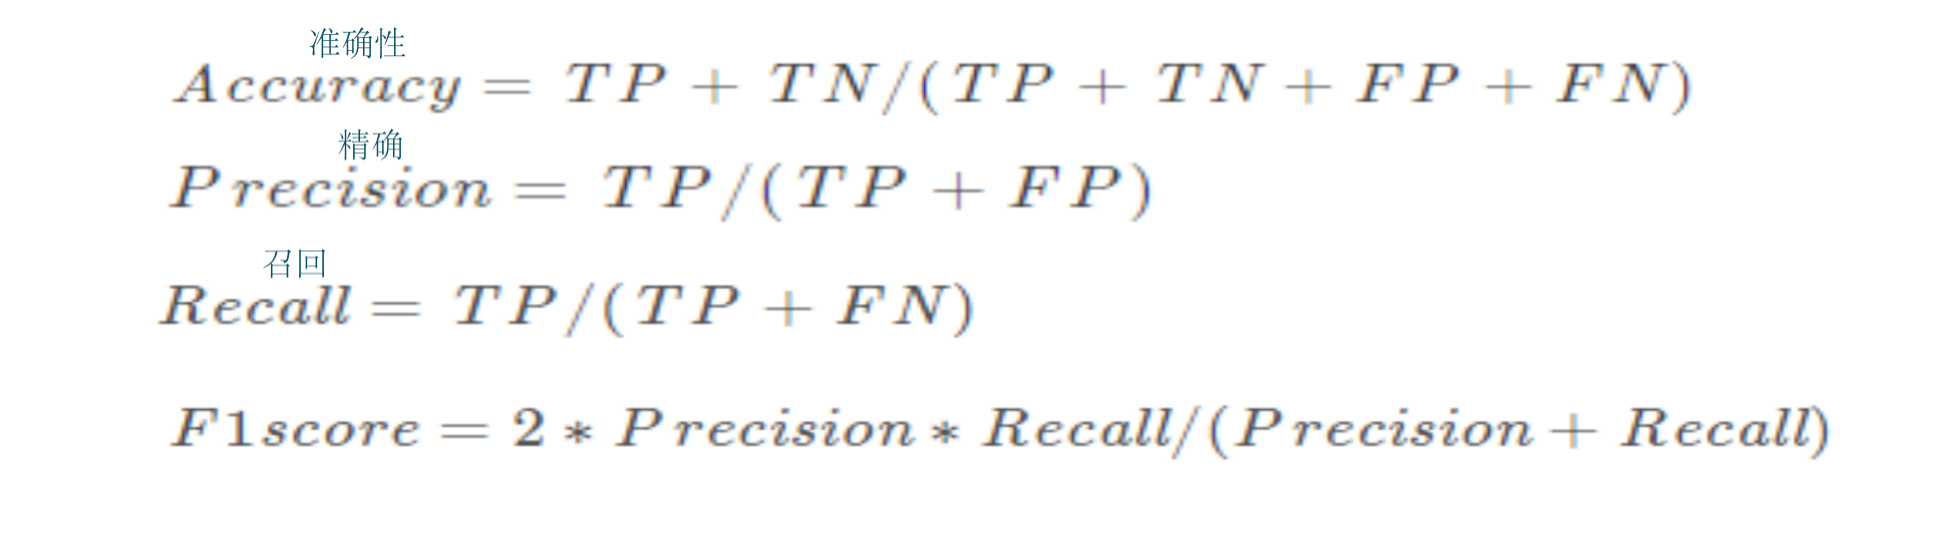 准确性
Accuracy = TP + TN/(TP + TN + FP + FN)
精确
Precision = TP/(TP + FP)
召回
Recall = TP/(TP + FN)
F1score = 2 * Precision * Recall/(Precision + Recall)